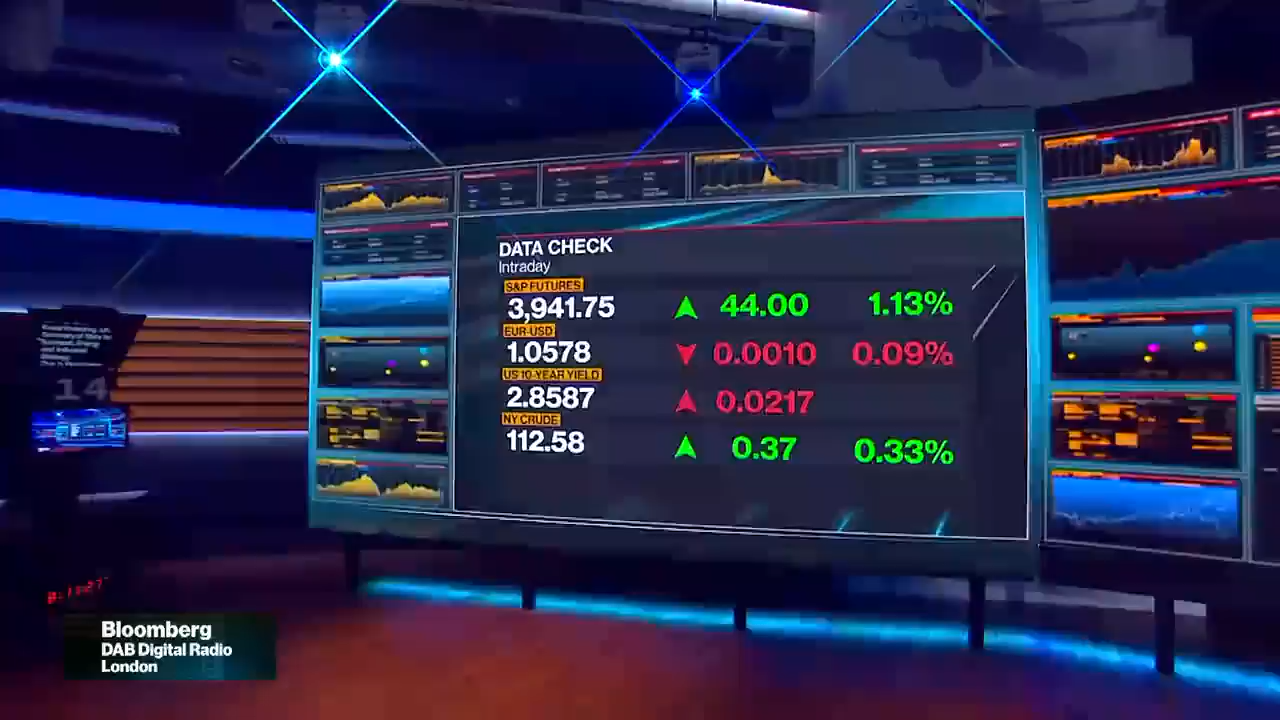 DATA CHECK
Intraday
S&P FUTURES
3,941.75 44.00 1.13%
EUR-USD
1.0578 0.0010 0.09%
US 10-YEAR YIELD
2.8587 0.0217
NY CRUDE
112.58 0.37 0.33%
14
Bloomberg
DAB Digital Radio
London